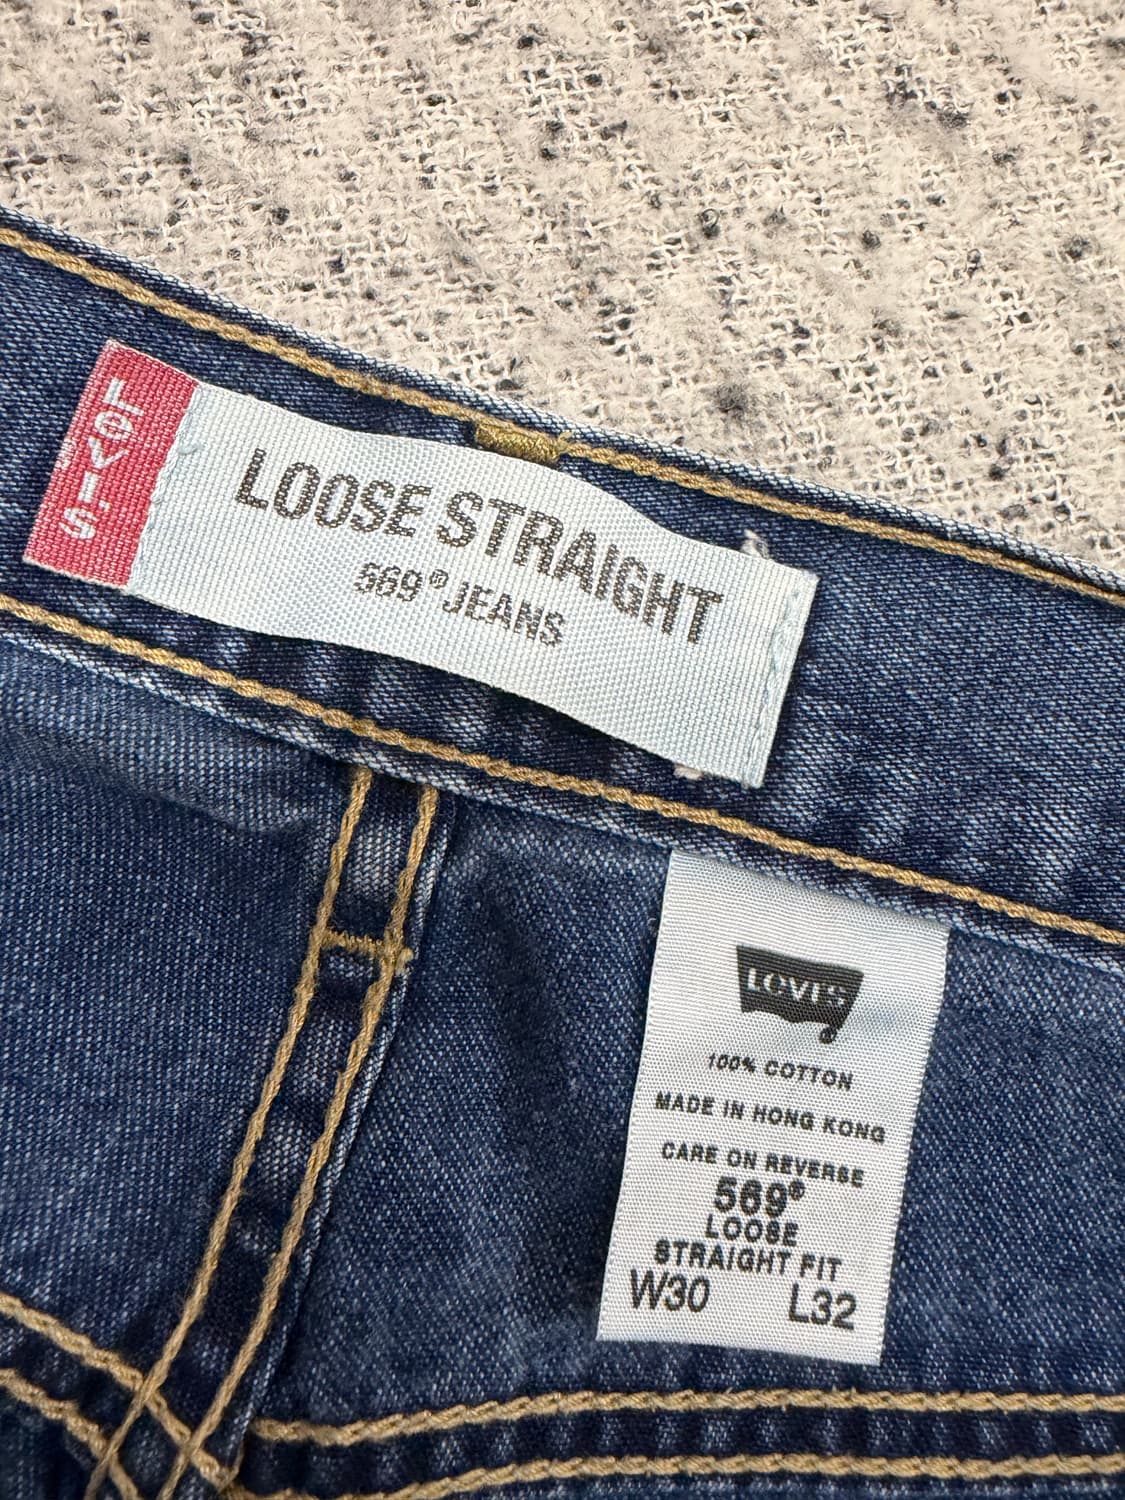 Levi's
LOOSE STRAIGHT
569® JEANS
LEVI'S
100% COTTON
MADE IN HONG KONG
CARE ON REVERSE
569®
LOOSE
STRAIGHT FIT
W30 L32